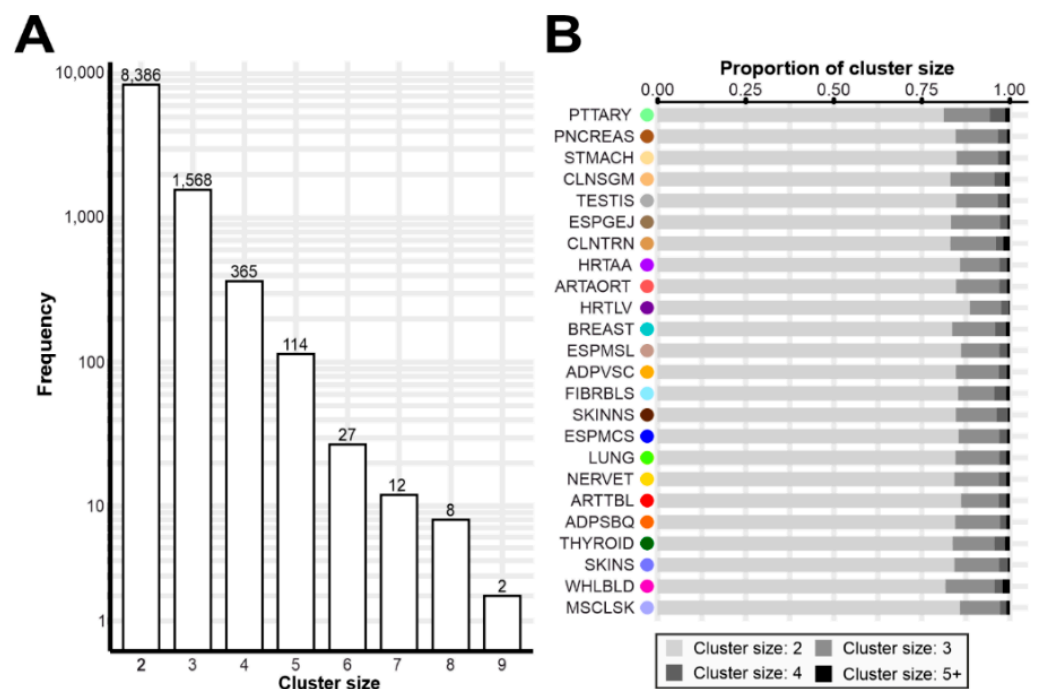 A
10,000
1,000
100
10
1
Frequency
8,386
1,568
365
114
27
12
8
2
2 3 4 5 6 7 8 9
Cluster size
B
Proportion of cluster size
0.00 0.25 0.50 0.75 1.00
PTTARY
PNCREAS
STMACH
CLNSGM
TESTIS
ESPGEJ
CLNTRN
HRTAA
ARTAORT
HRTLV
BREAST
ESPMSL
ADPVSC
FIBRBLS
SKINNS
ESPMCS
LUNG
NERVET
ARTTBL
ADPSBQ
THYROID
SKINS
WHLBLD
MSCLSK
Cluster size: 2 Cluster size: 3
Cluster size: 4 Cluster size: 5+